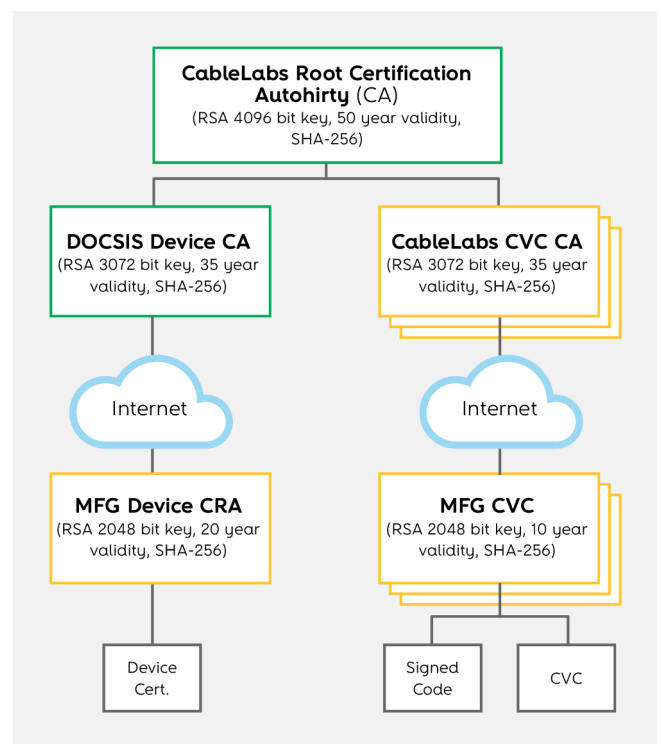 CableLabs Root Certification
Autohirty (CA)
(RSA 4096 bit key, 50 year validity,
SHA-256)
DOCSIS Device CA
(RSA 3072 bit key, 35 year
validity, SHA-256)
CableLabs CVC CA
(RSA 3072 bit key, 35 year
validity, SHA-256)
Internet
Internet
MFG Device CRA
(RSA 2048 bit key, 20 year
validity, SHA-256)
MFG CVC
(RSA 2048 bit key, 10 year
validity, SHA-256)
Device
Cert.
Signed
Code
CVC